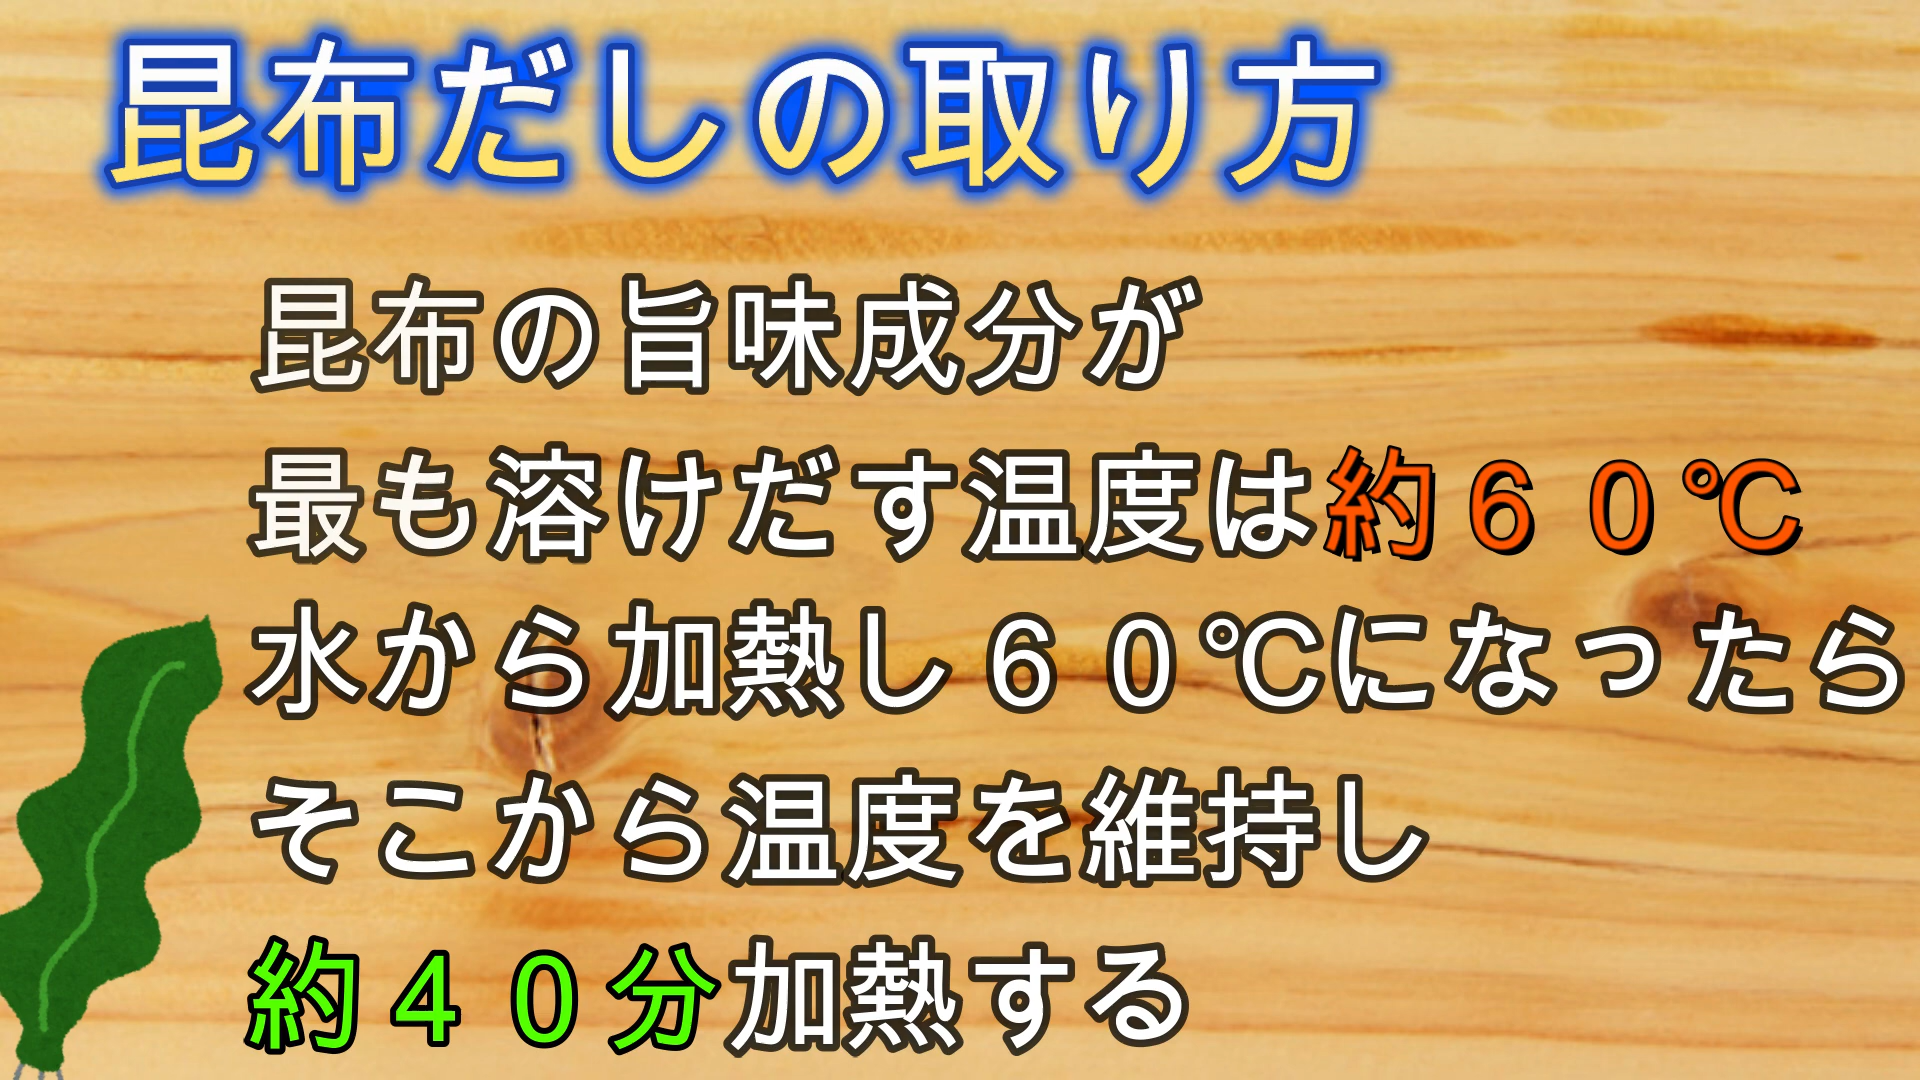 昆布だしの取り方
昆布の旨味成分が
最も溶けだす温度は約６０℃
水から加熱し６０℃になったら
そこから温度を維持し
約４０分加熱する